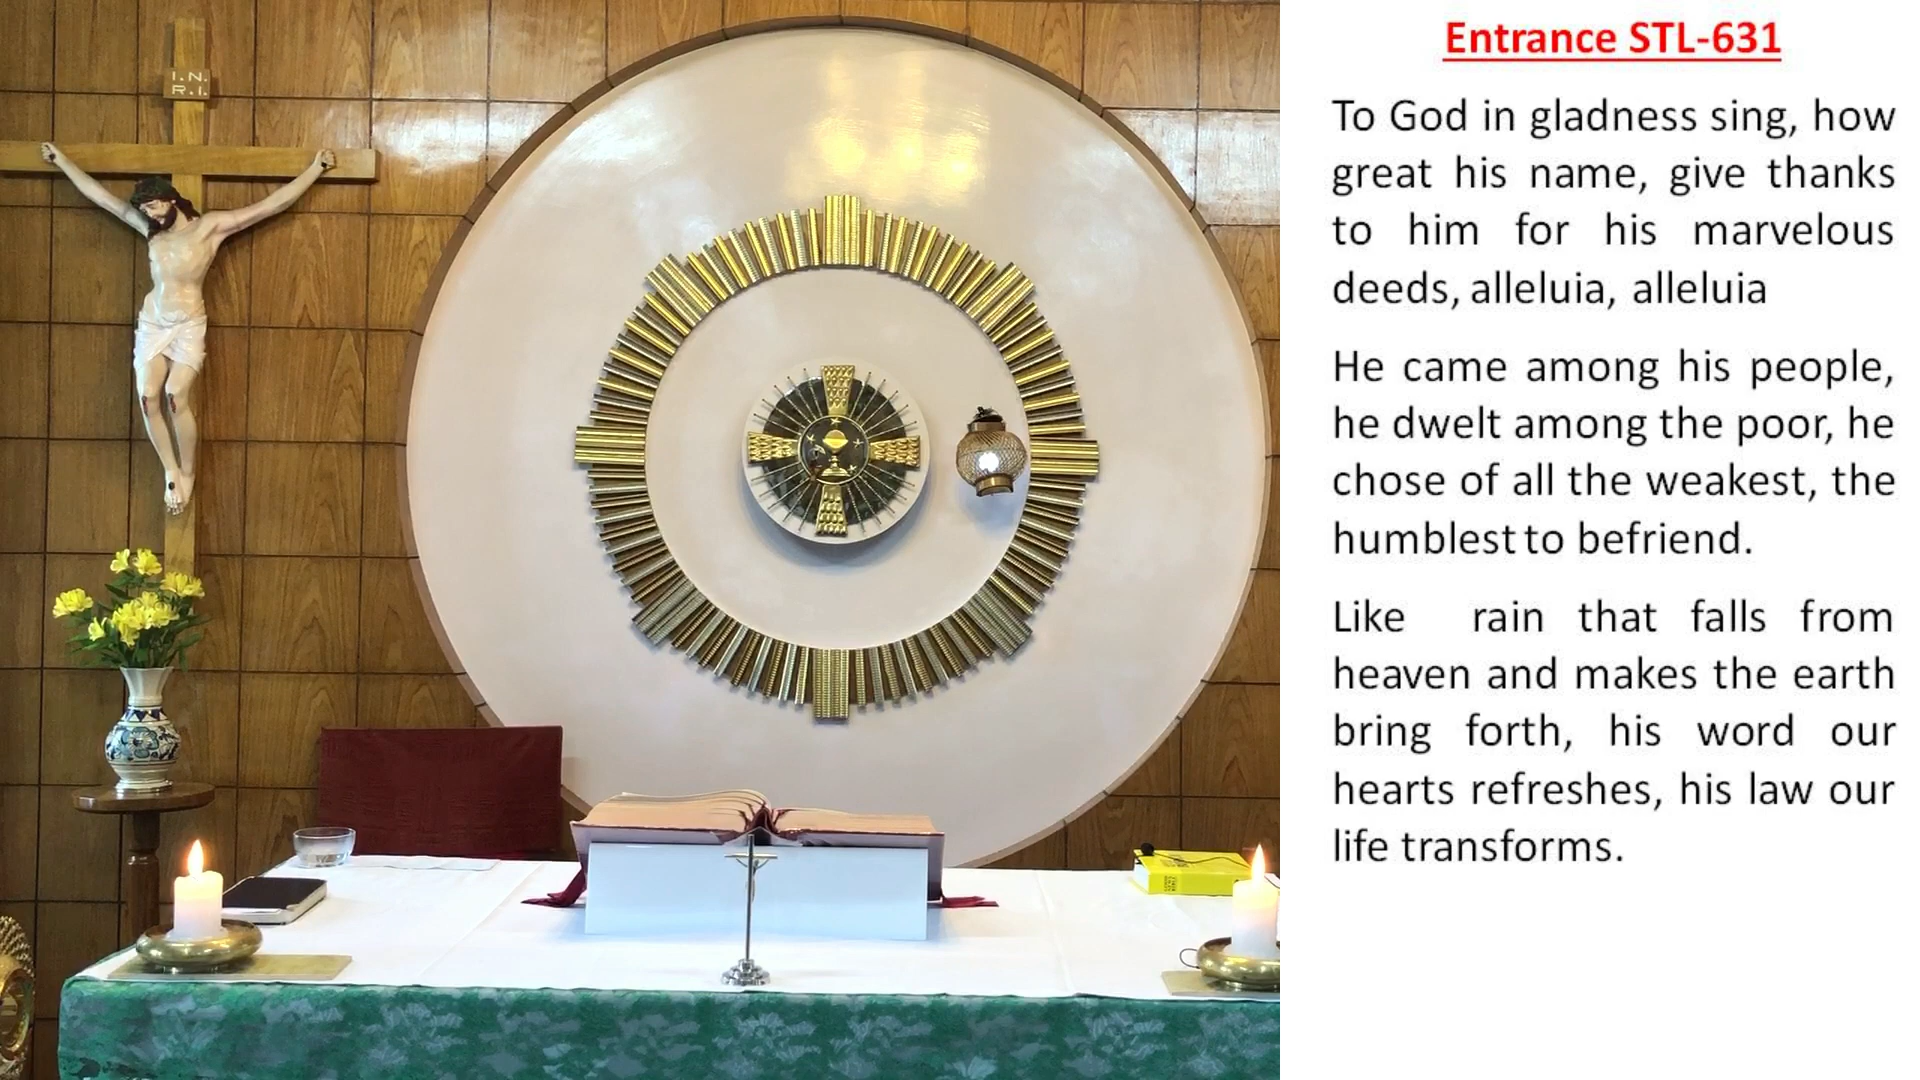 I.N.
R.I.
Entrance STL-631
To God in gladness sing, how
great his name, give thanks
to him for his marvelous
deeds, alleluia, alleluia
He came among his people,
he dwelt among the poor, he
chose of all the weakest, the
humblest to befriend.
Like rain that falls from
heaven and makes the earth
bring forth, his word our
hearts refreshes, his law our
life transforms.